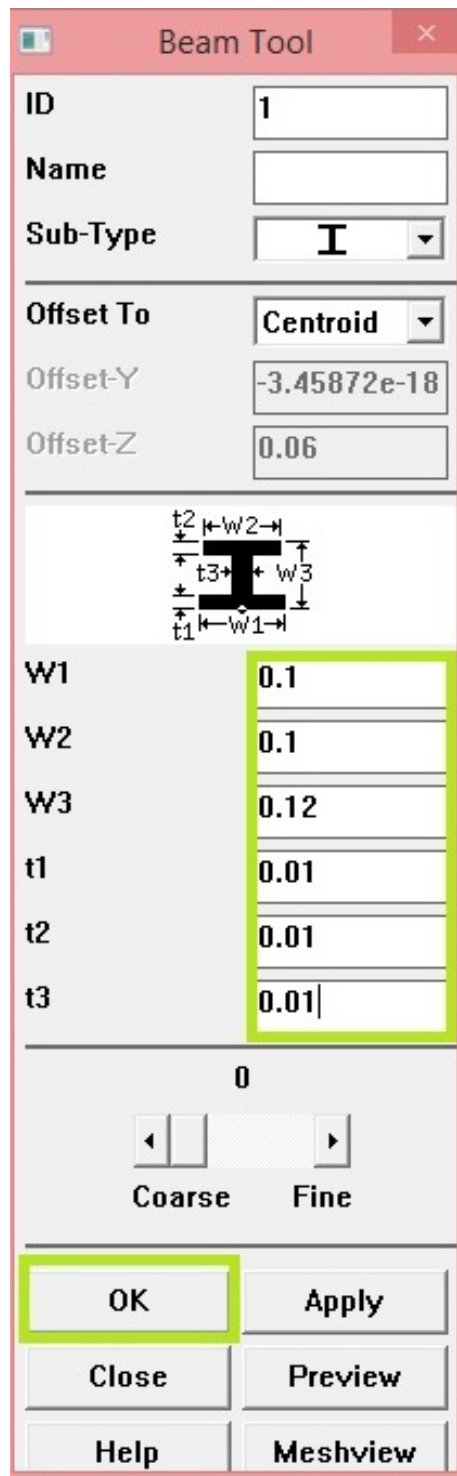 Beam Tool
ID 1
Name
Sub-Type
Offset To Centroid
Offset-Y -3.45872e-18
Offset-Z 0.06
t2 W2
t3 W3
t1 W1
W1 0.1
W2 0.1
W3 0.12
t1 0.01
t2 0.01
t3 0.01
0
Coarse Fine
OK Apply
Close Preview
Help Meshview